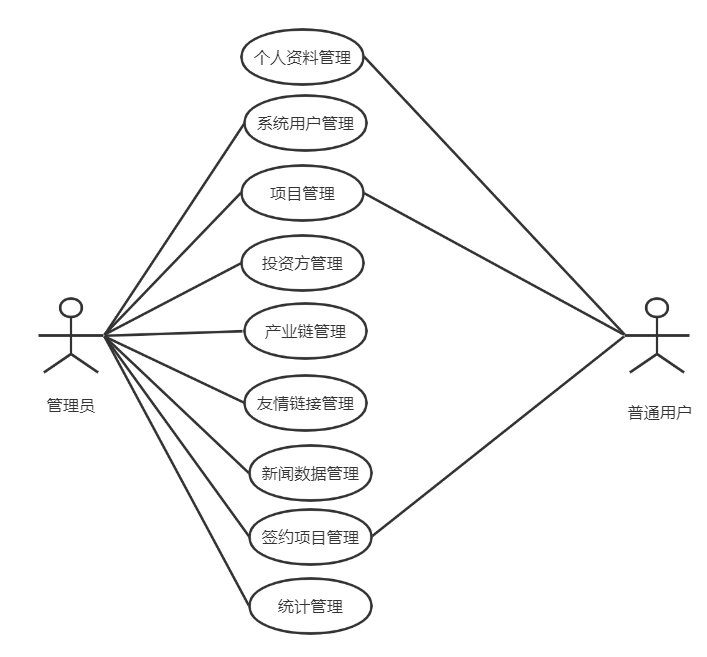 个人资料管理
系统用户管理
项目管理
投资方管理
产业链管理
管理员
普通用户
友情链接管理
新闻数据管理
签约项目管理
统计管理